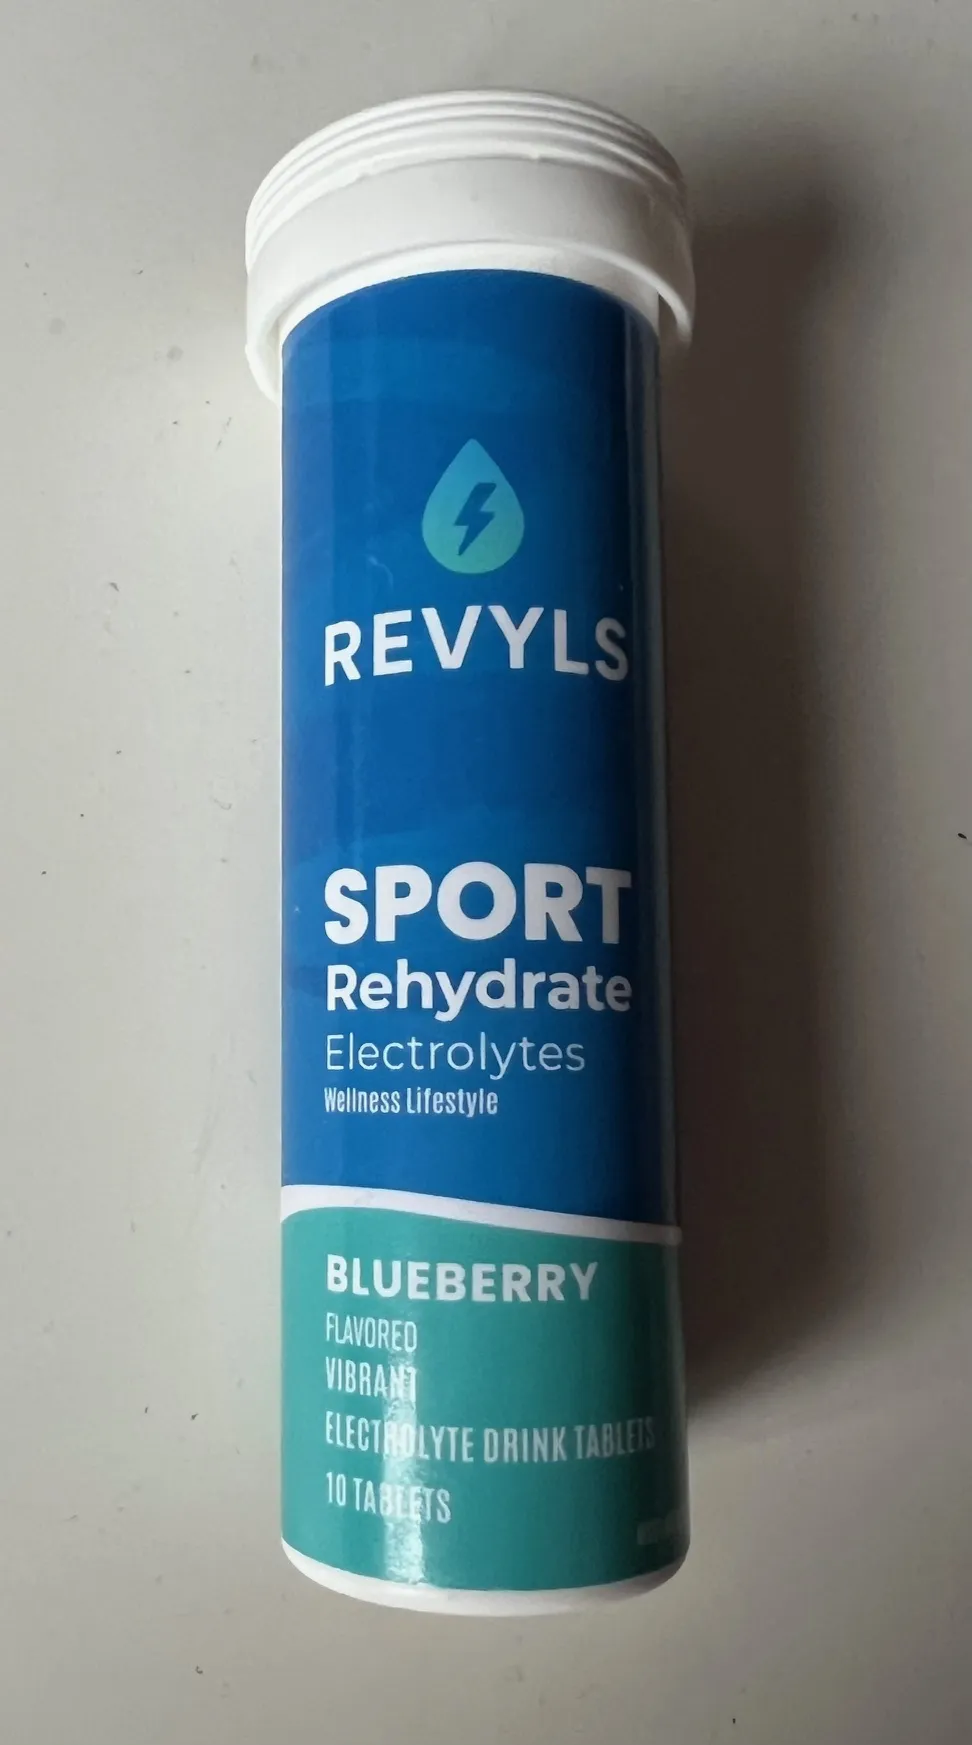 REVYLS
SPORT
Rehydrate
Electrolytes
Wellness Lifestyle
BLUEBERRY
FLAVORED
VIBRANT
ELECTROLYTE DRINK TABLETS
10 TABLETS